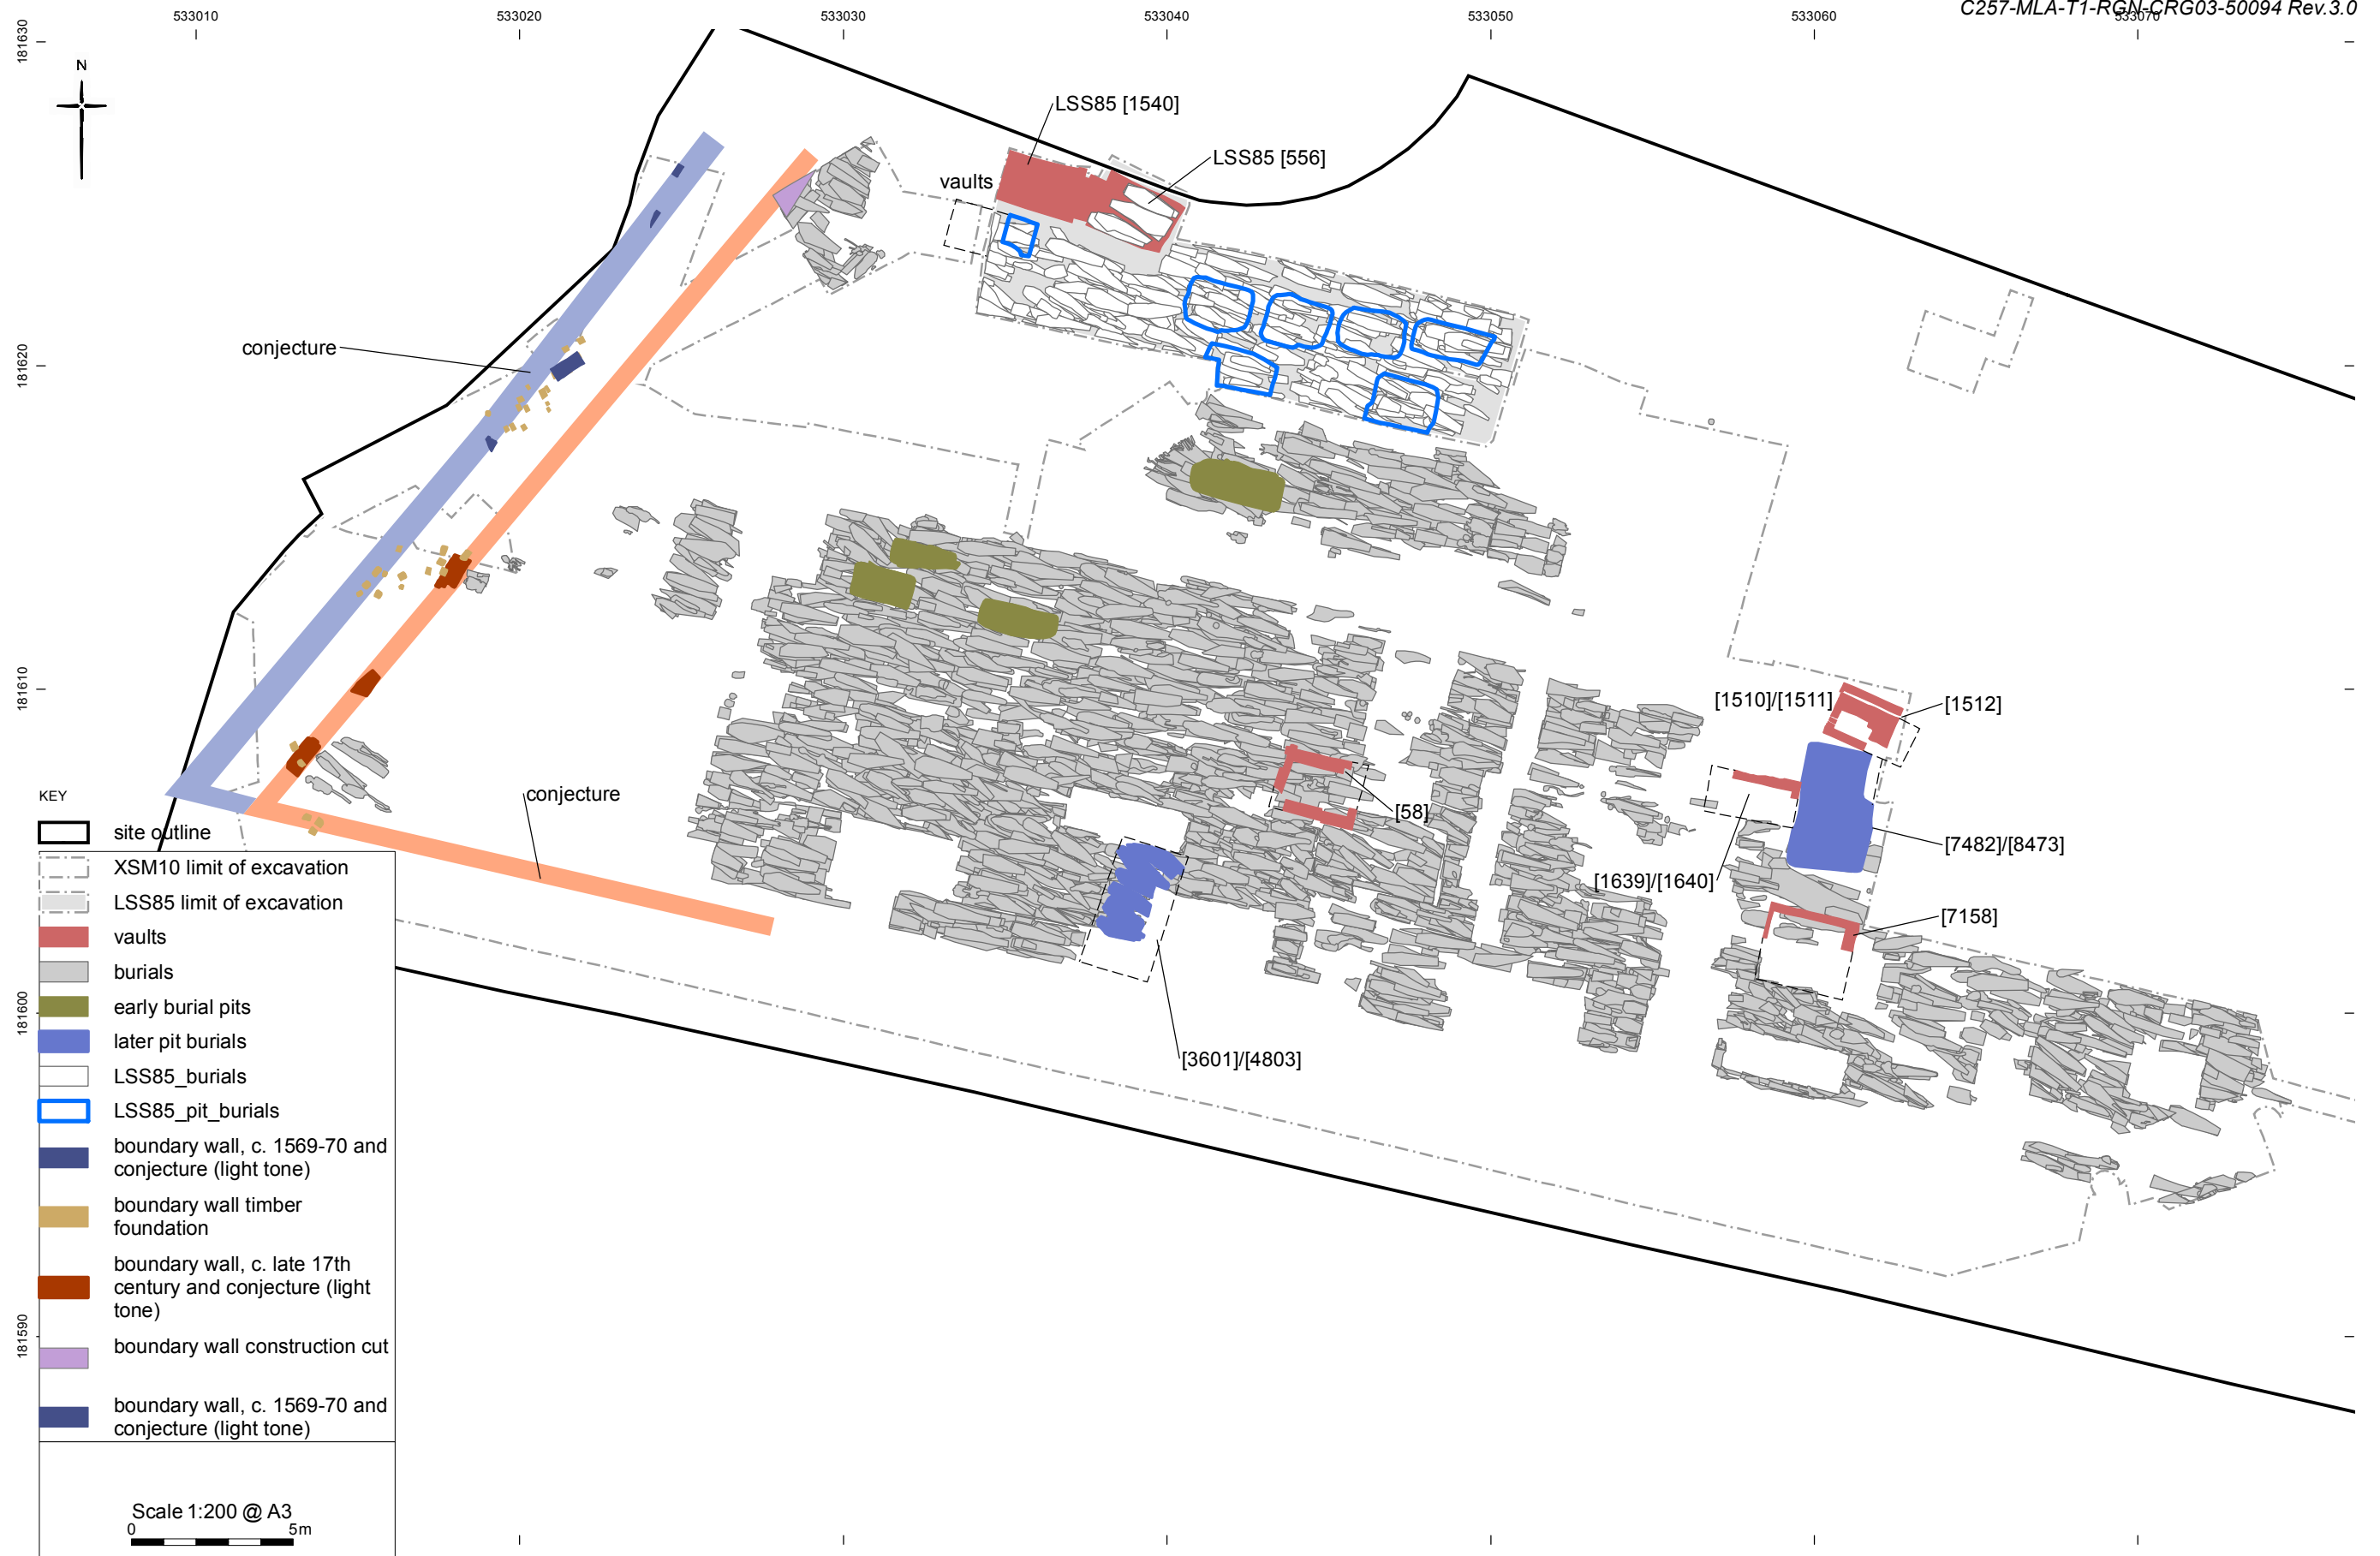 C257-MLA-T1-RGN-CRG03-50094 Rev.3.0
533010
533020
533030
533040
533050
533060
533070
181630
N
LSS85 [1540]
LSS85 [556]
vaults
conjecture
181620
181610
[1510]/[1511]
[1512]
conjecture
[58]
[7482]/[8473]
[1639]/[1640]
[7158]
181600
[3601]/[4803]
181590
KEY
site outline
XSM10 limit of excavation
LSS85 limit of excavation
vaults
burials
early burial pits
later pit burials
LSS85_burials
LSS85_pit_burials
boundary wall, c. 1569-70 and
conjecture (light tone)
boundary wall timber
foundation
boundary wall, c. late 17th
century and conjecture (light
tone)
boundary wall construction cut
boundary wall, c. 1569-70 and
conjecture (light tone)
Scale 1:200 @ A3
0 5m